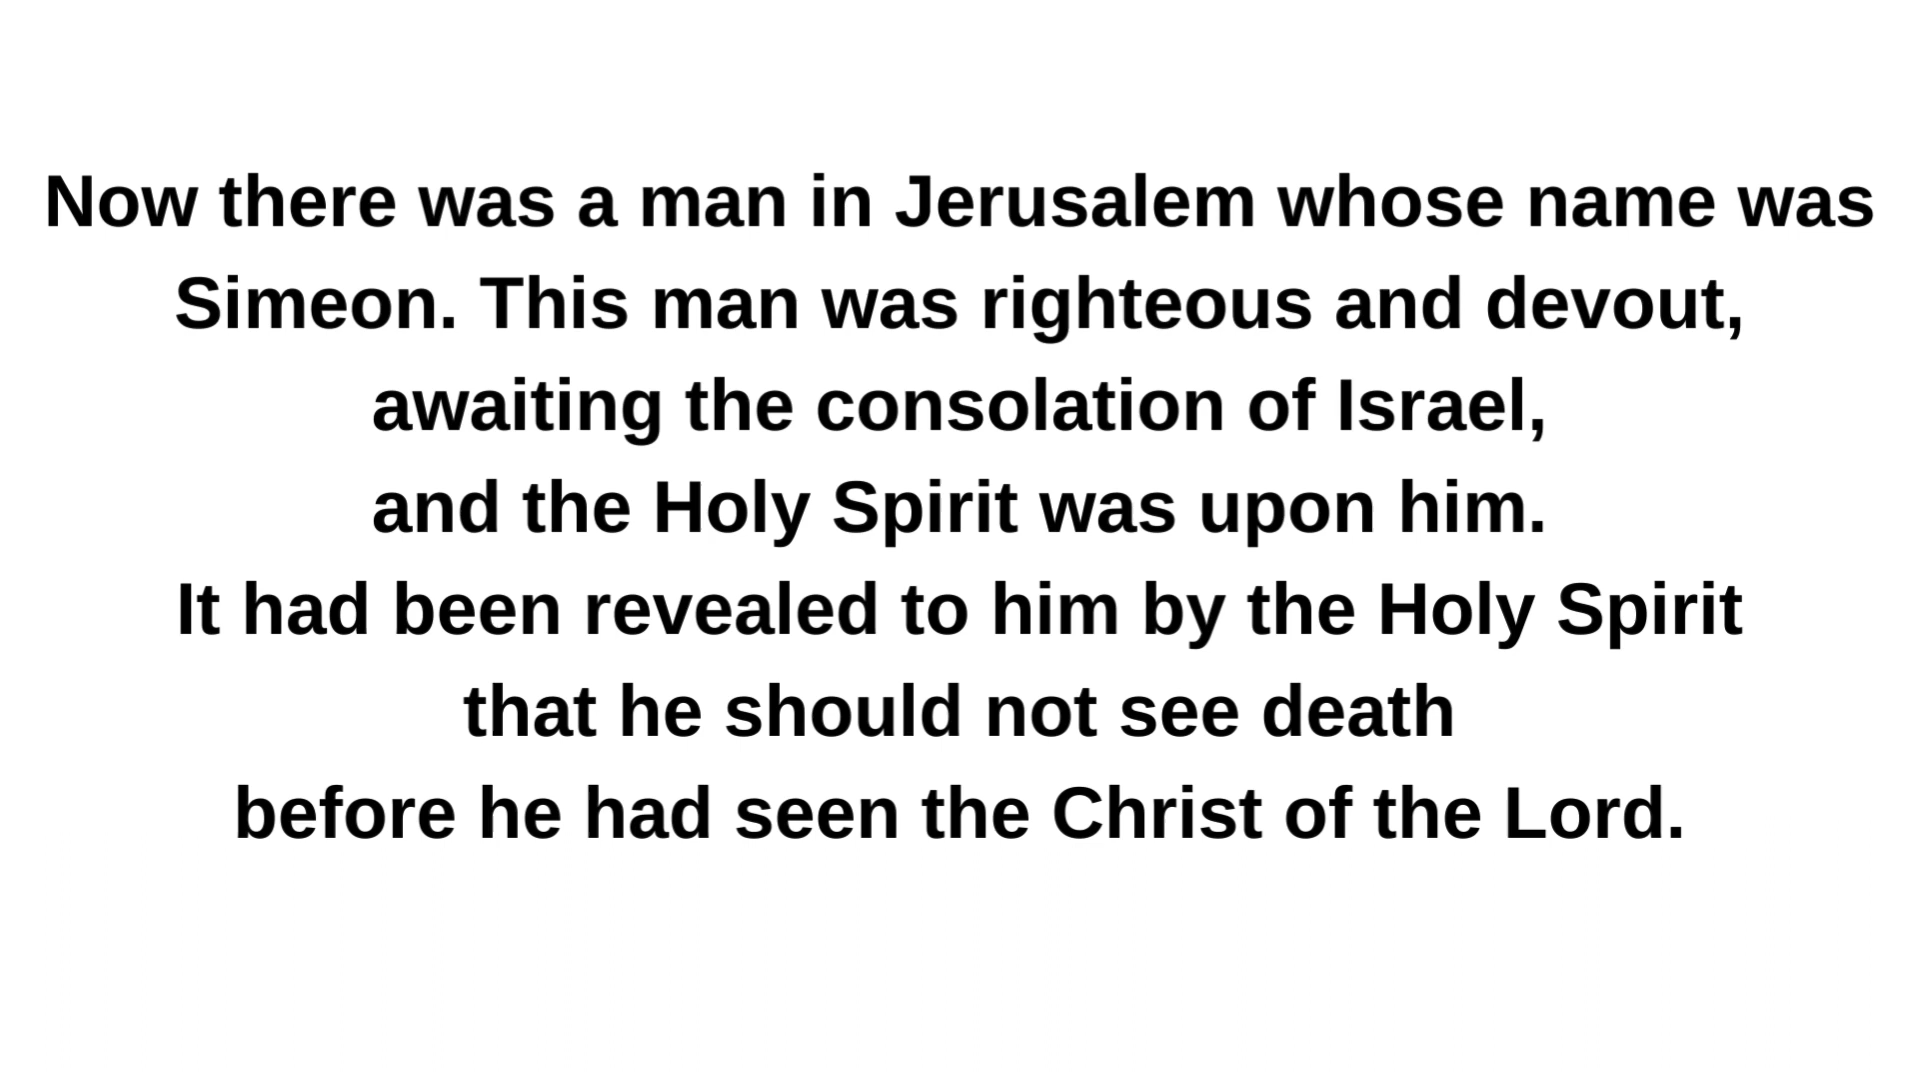 Now there was a man in Jerusalem whose name was
Simeon. This man was righteous and devout,
awaiting the consolation of Israel,
and the Holy Spirit was upon him.
It had been revealed to him by the Holy Spirit
that he should not see death
before he had seen the Christ of the Lord.